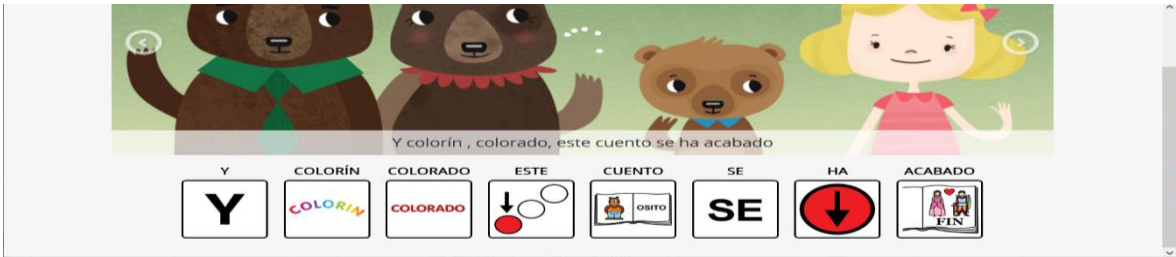 Y colorín , colorado, este cuento se ha acabado
Y COLORÍN COLORADO ESTE CUENTO SE HA ACABADO
Y COLORIN COLORADO OSITO SE FIN